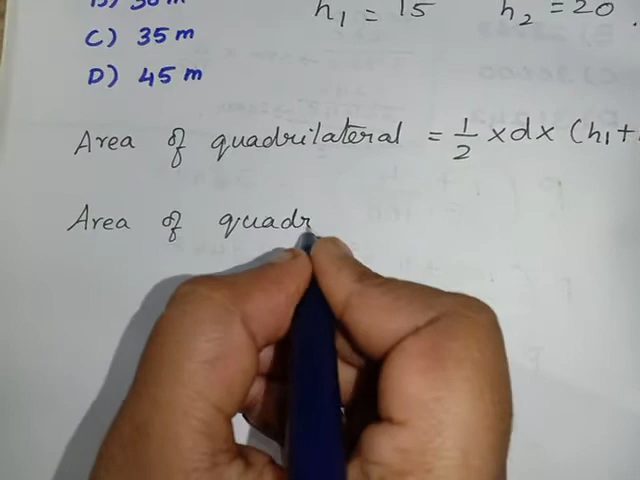 h₁ = 15 h₂ = 20
C) 35 m
D) 45 m
Area of quadrilateral = 1/2 × d × (h₁ +
Area of quadr